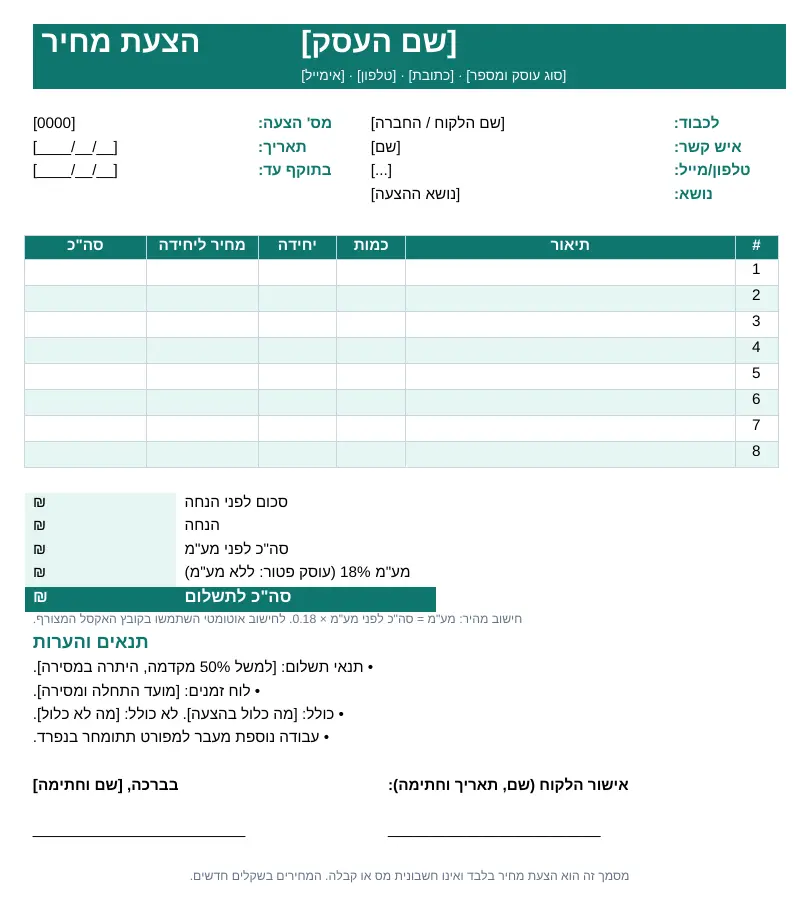 [שם העסק] הצעת מחיר
[סוג עוסק ומספר] · [כתובת] · [טלפון] · [אימייל]
לכבוד: [שם הלקוח / החברה] מס' הצעה: [0000]
איש קשר: [שם] תאריך: [__/__/____]
טלפון/מייל: [...] בתוקף עד: [__/__/____]
נושא: [נושא ההצעה]
# תיאור כמות יחידה מחיר ליחידה סה"כ
1
2
3
4
5
6
7
8
סכום לפני הנחה ₪
הנחה ₪
סה"כ לפני מע"מ ₪
מע"מ 18% (עוסק פטור: ללא מע"מ) ₪
סה"כ לתשלום ₪
חישוב מהיר: מע"מ = סה"כ לפני מע"מ × 0.18. לחישוב אוטומטי השתמשו בקובץ האקסל המצורף.
תנאים והערות
• תנאי תשלום: [למשל 50% מקדמה, היתרה במסירה].
• לוח זמנים: [מועד התחלה ומסירה].
• כולל: [מה כלול בהצעה]. לא כולל: [מה לא כלול].
• עבודה נוספת מעבר למפורט תתומחר בנפרד.
אישור הלקוח (שם, תאריך וחתימה): בברכה, [שם וחתימה]
מסמך זה הוא הצעת מחיר בלבד ואינו חשבונית מס או קבלה. המחירים בשקלים חדשים.